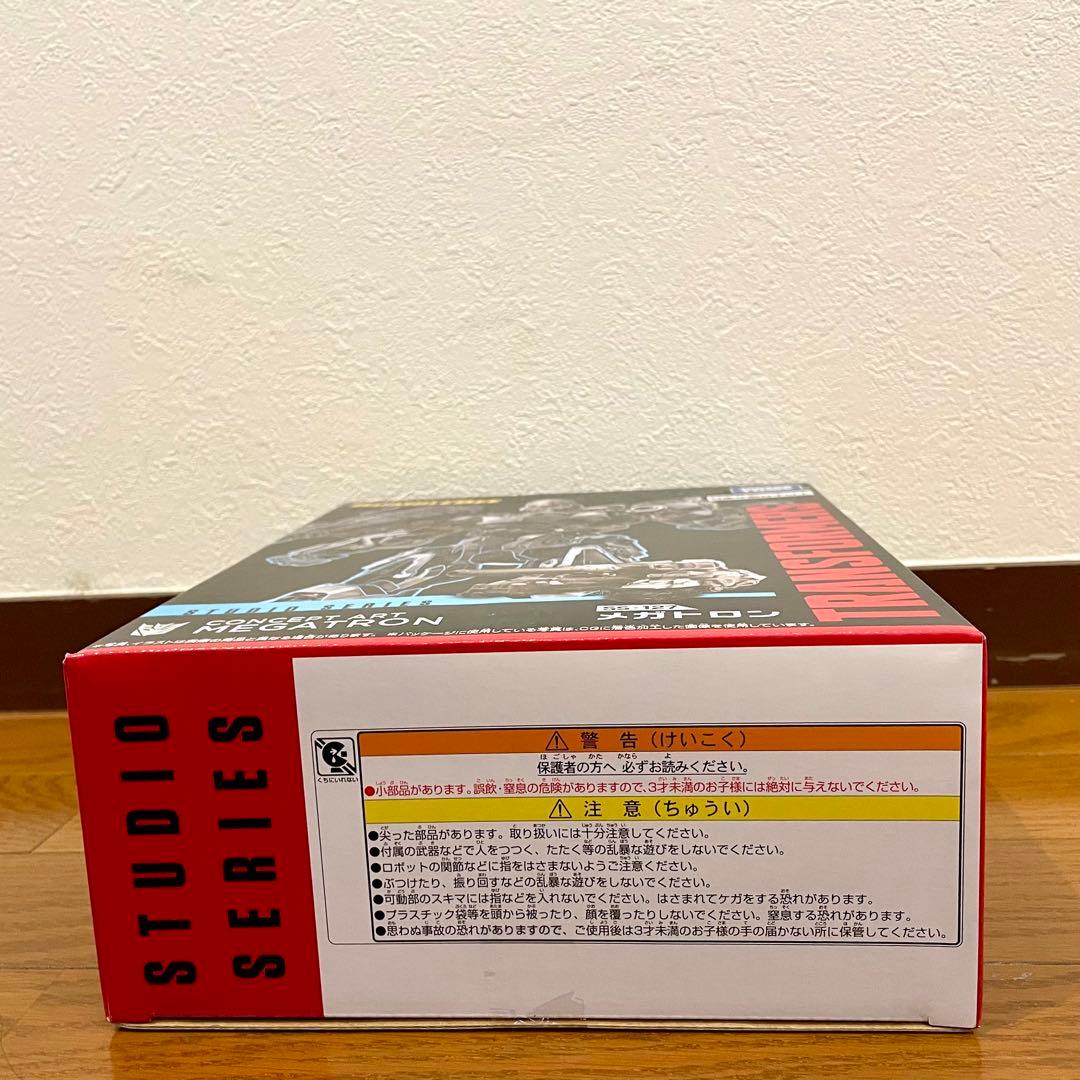 TRANSFORMERS
STUDIO SERIES
CONCEPT ART
MEGATRON
SS-127
メガトロン
STUDIO
SERIES
くちにいれない
警 告（けいこく）
保護者の方へ 必ずお読みください。
●小部品があります。誤飲・窒息の危険がありますので、3才未満のお子様には絶対に与えないでください。
注 意（ちゅうい）
●尖った部品があります。取り扱いには十分注意してください。
●付属の武器などで人をつつく、たたく等の乱暴な遊びをしないでください。
●ロボットの関節などに指をはさまないようご注意ください。
●ぶつけたり、振り回すなどの乱暴な遊びをしないでください。
●可動部のスキマには指などを入れないでください。はさまれてケガをする恐れがあります。
●プラスチック袋等を頭から被ったり、顔を覆ったりしないでください。窒息する恐れがあります。
●思わぬ事故の恐れがありますので、ご使用後は3才未満のお子様の手の届かない所に保管してください。